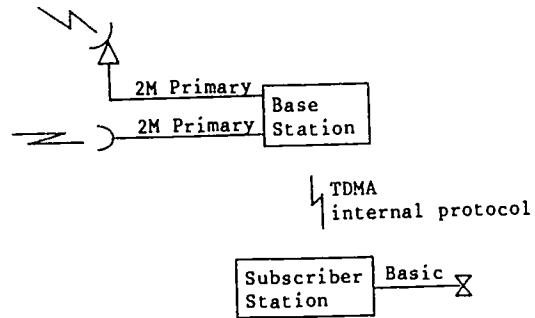 2M Primary
2M Primary
Base
Station
TDMA
internal protocol
Subscriber
Station
Basic